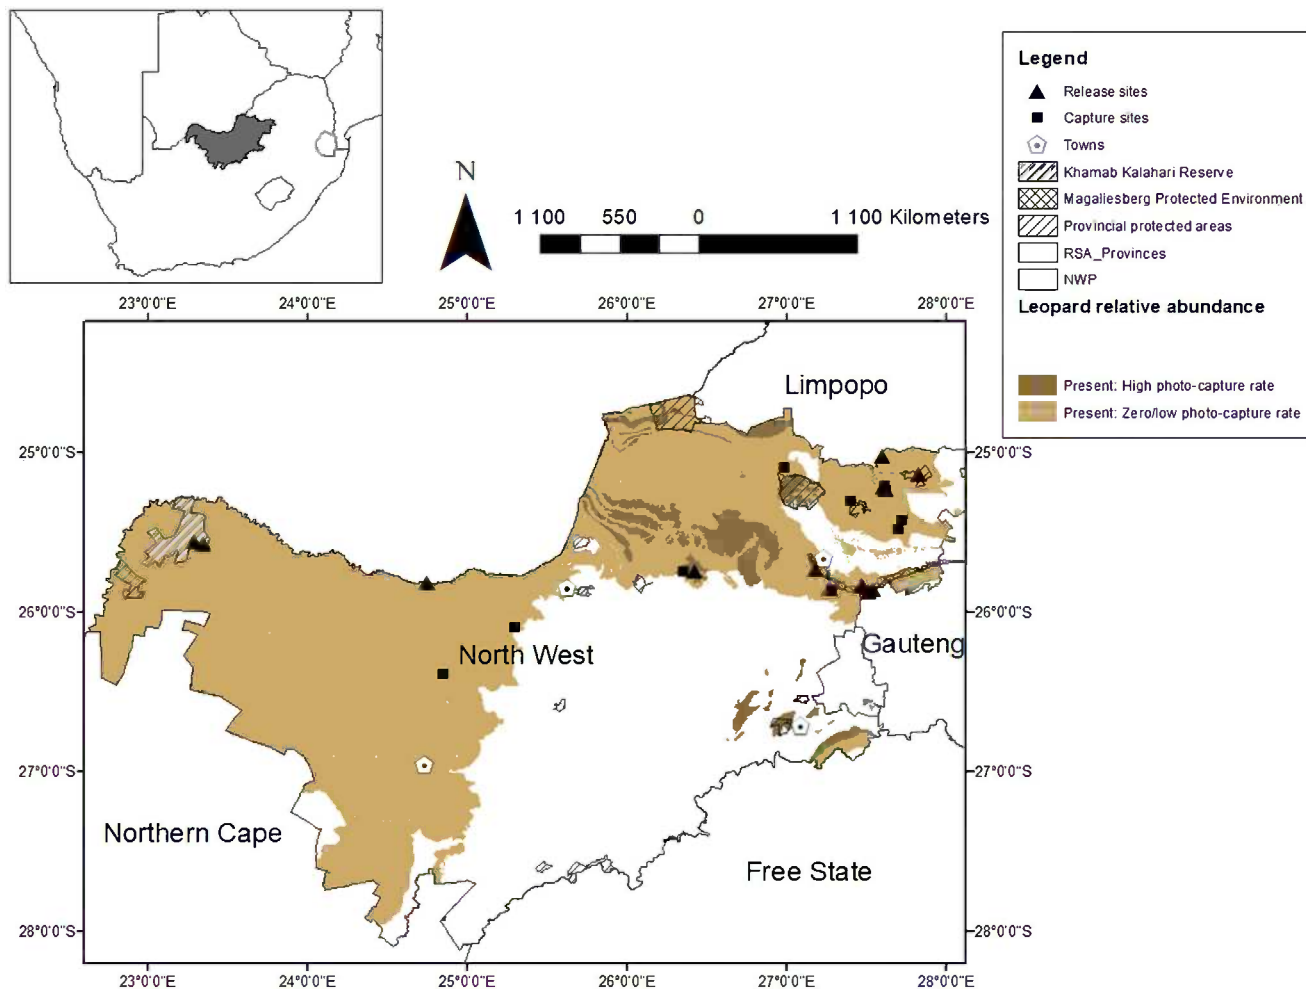 Legend
Release sites
Capture sites
Towns
Khamab Kalahari Reserve
Magaliesberg Protected Environment
Provincial protected areas
RSA_Provinces
NWP
Leopard relative abundance
Present: High photo-capture rate
Present: Zero/low photo-capture rate
N
1 100 550 0 1 100 Kilometers
23°0'0"E 24°0'0"E 25°0'0"E 26°0'0"E 27°0'0"E 28°0'0"E
Limpopo
25°0'0"S 25°0'0"S
26°0'0"S 26°0'0"S
Gauteng
North West
27°0'0"S 27°0'0"S
Northern Cape
Free State
28°0'0"S 28°0'0"S
23°0'0"E 24°0'0"E 25°0'0"E 26°0'0"E 27°0'0"E 28°0'0"E